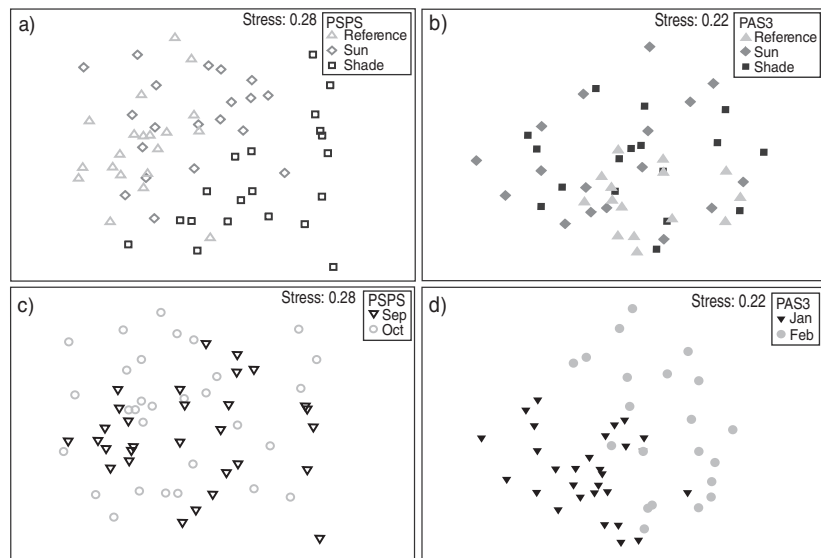 a)
Stress: 0.28
PSPS
Reference
Sun
Shade
b)
Stress: 0.22
PAS3
Reference
Sun
Shade
c)
Stress: 0.28
PSPS
Sep
Oct
d)
Stress: 0.22
PAS3
Jan
Feb